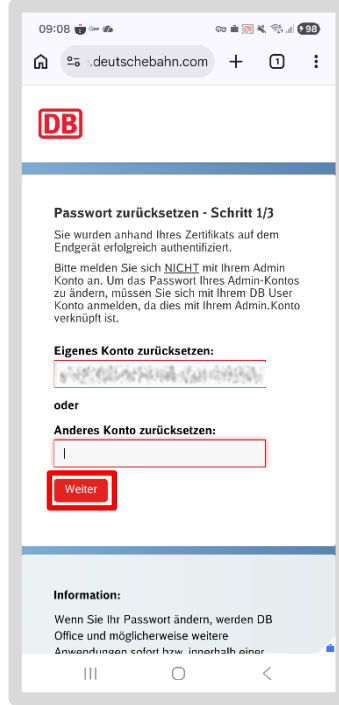 09:08
98
.deutschebahn.com
1
DB
Passwort zurücksetzen - Schritt 1/3
Sie wurden anhand Ihres Zertifikats auf dem
Endgerät erfolgreich authentifiziert.
Bitte melden Sie sich NICHT mit Ihrem Admin
Konto an. Um das Passwort Ihres Admin-Kontos
zu ändern, müssen Sie sich mit Ihrem DB User
Konto anmelden, da dies mit Ihrem Admin.Konto
verknüpft ist.
Eigenes Konto zurücksetzen:
oder
Anderes Konto zurücksetzen:
Weiter
Information:
Wenn Sie Ihr Passwort ändern, werden DB
Office und möglicherweise weitere
Anwendungen sofort bzw. innerhalb einer